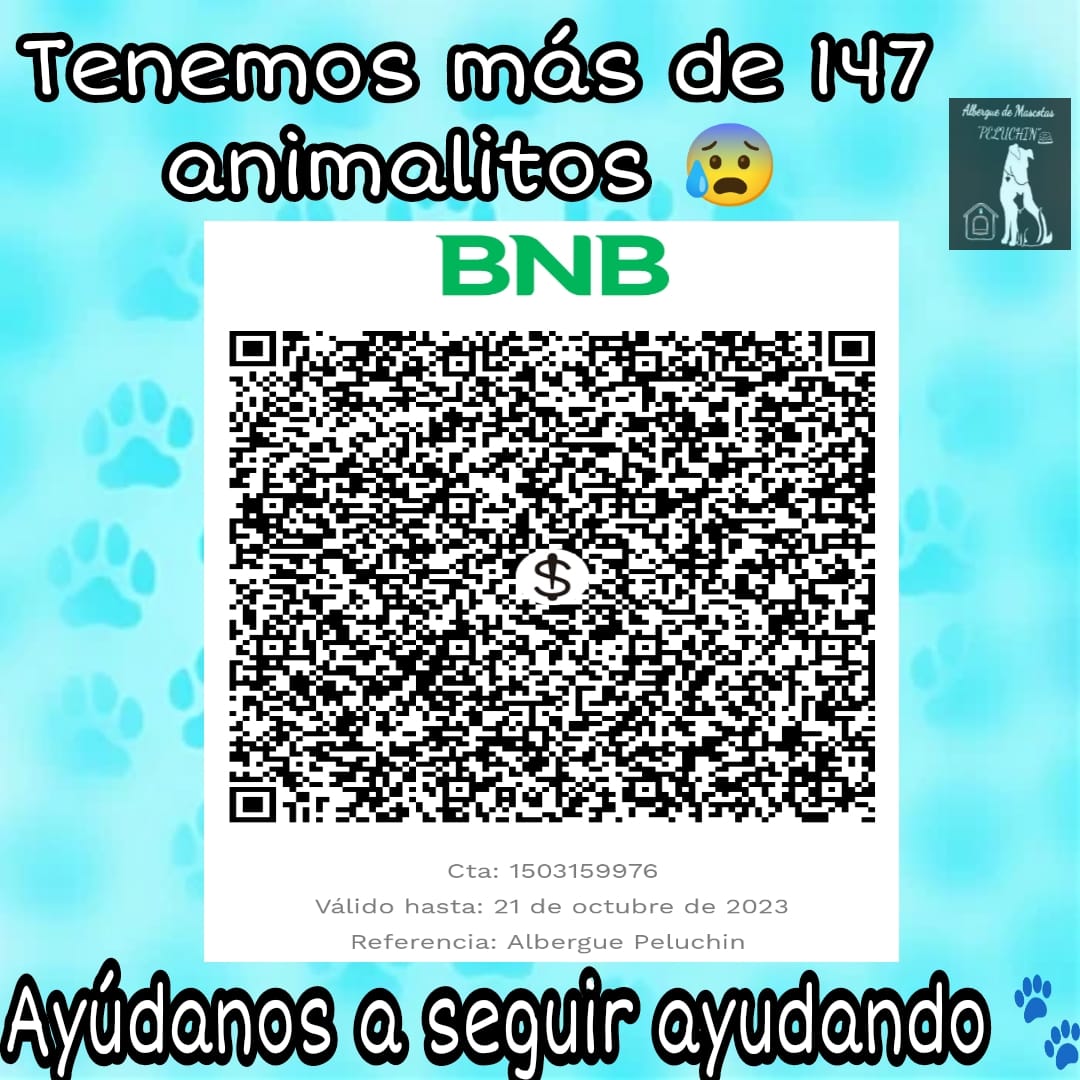 Tenemos más de 147
animalitos 😰
Albergue de Mascotas
"PELUCHIN"
BNB
$
Cta: 1503159976
Válido hasta: 21 de octubre de 2023
Referencia: Albergue Peluchin
Ayúdanos a seguir ayudando 🐾